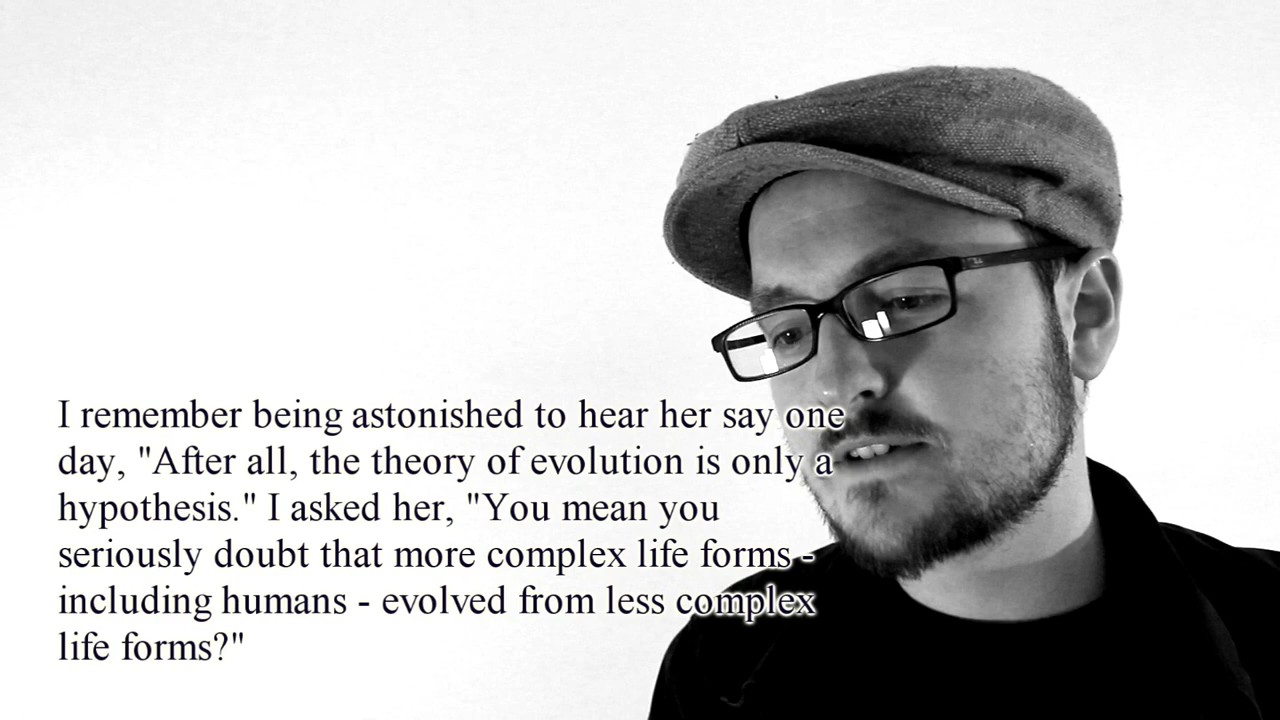 I remember being astonished to hear her say one
day, "After all, the theory of evolution is only a
hypothesis." I asked her, "You mean you
seriously doubt that more complex life forms -
including humans - evolved from less complex
life forms?"